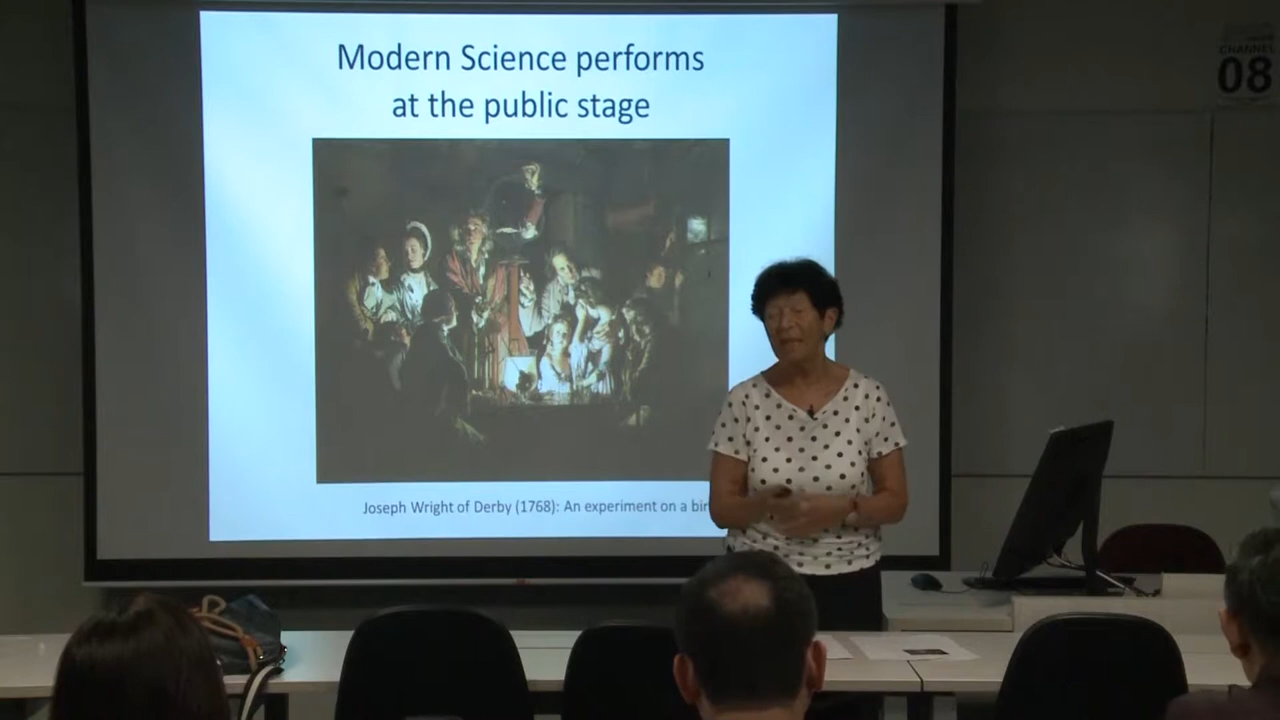 Modern Science performs
at the public stage
Joseph Wright of Derby (1768): An experiment on a bir
CHANNEL
08